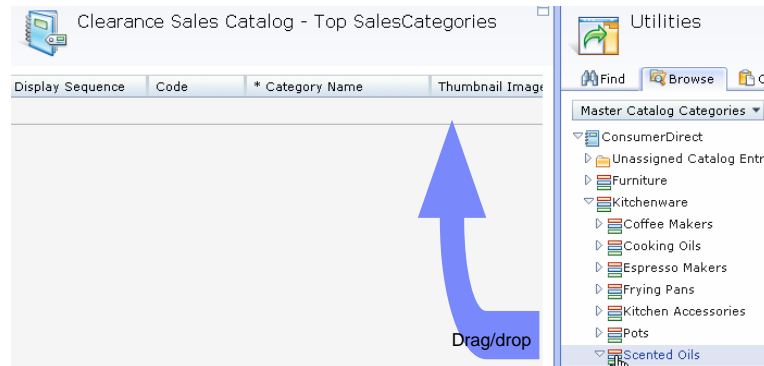 Clearance Sales Catalog - Top SalesCategories
Display Sequence Code * Category Name Thumbnail Image
Drag/drop
Utilities
Find Browse C
Master Catalog Categories
ConsumerDirect
Unassigned Catalog Entr
Furniture
Kitchenware
Coffee Makers
Cooking Oils
Espresso Makers
Frying Pans
Kitchen Accessories
Pots
Scented Oils